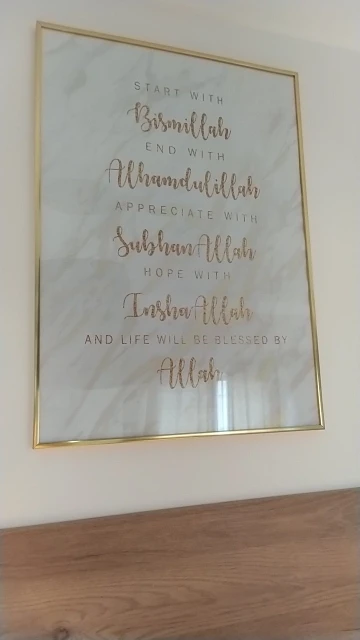 START WITH
Bismillah
END WITH
Alhamdulillah
APPRECIATE WITH
SubhanAllah
HOPE WITH
InshaAllah
AND LIFE WILL BE BLESSED BY
Allah